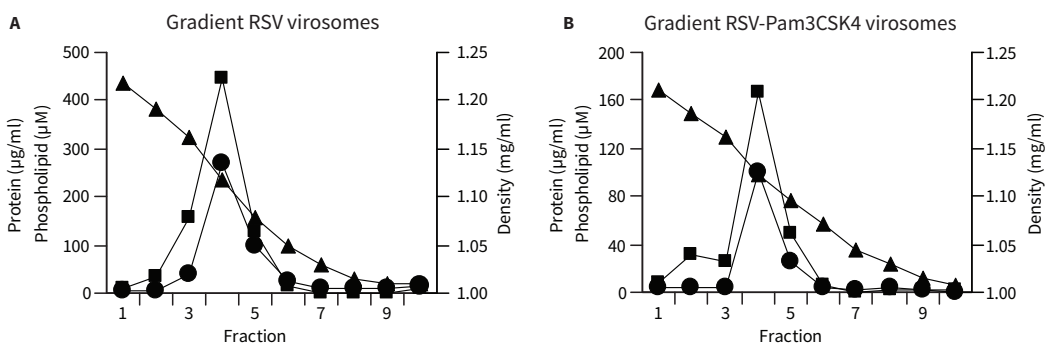 A
Gradient RSV virosomes
500
400
300
200
100
0
Protein (µg/ml)
Phospholipid (µM)
1.25
1.20
1.15
1.10
1.05
1.00
Density (mg/ml)
1 3 5 7 9
Fraction
B
Gradient RSV-Pam3CSK4 virosomes
200
160
120
80
40
0
Protein (µg/ml)
Phospholipid (µM)
1.25
1.20
1.15
1.10
1.05
1.00
Density (mg/ml)
1 3 5 7 9
Fraction